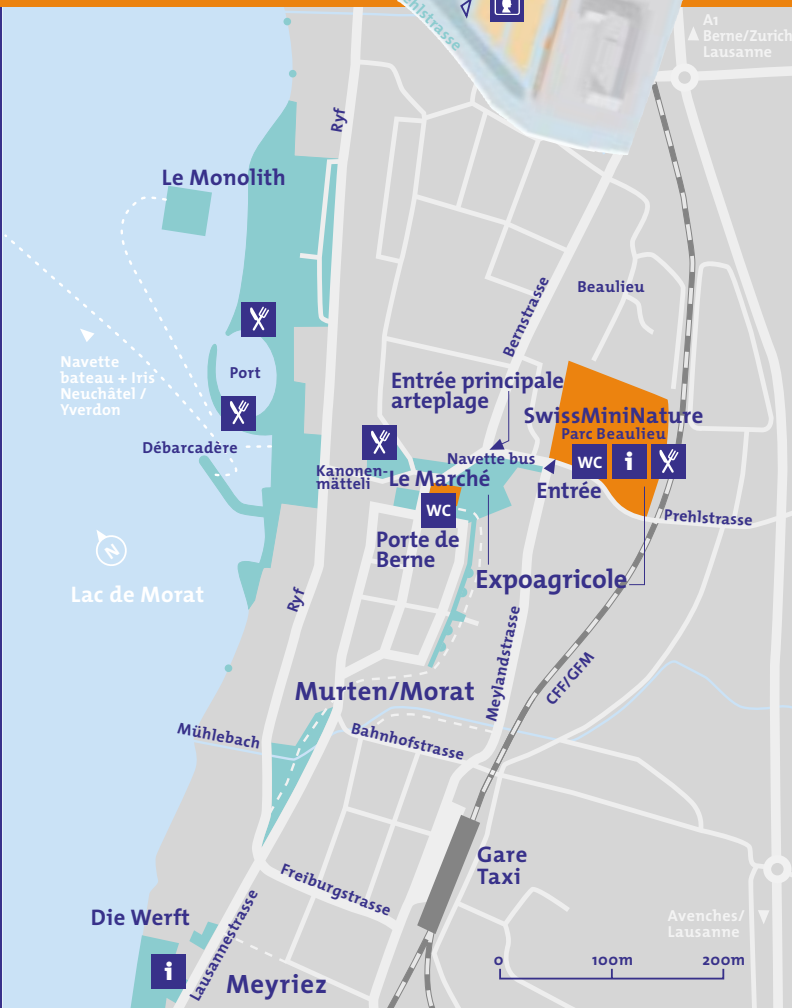 A1
Berne/Zurich
Lausanne
Ryf
Le Monolith
Beaulieu
Bernstrasse
Navette
bateau + Iris
Neuchâtel /
Yverdon
Port
Entrée principale
arteplage
SwissMiniNature
Parc Beaulieu
Débarcadère
Navette bus
Kanonen-
mätteli
Le Marché
WC
i
Entrée
WC
Prehlstrasse
Porte de
Berne
N
Expoagricole
Lac de Morat
Ryf
Meylandstrasse
CFF/GFM
Murten/Morat
Mühlebach
Bahnhofstrasse
Gare
Taxi
Freiburgstrasse
Die Werft
Lausannestrasse
Avenches/
Lausanne
i
Meyriez
0 100m 200m